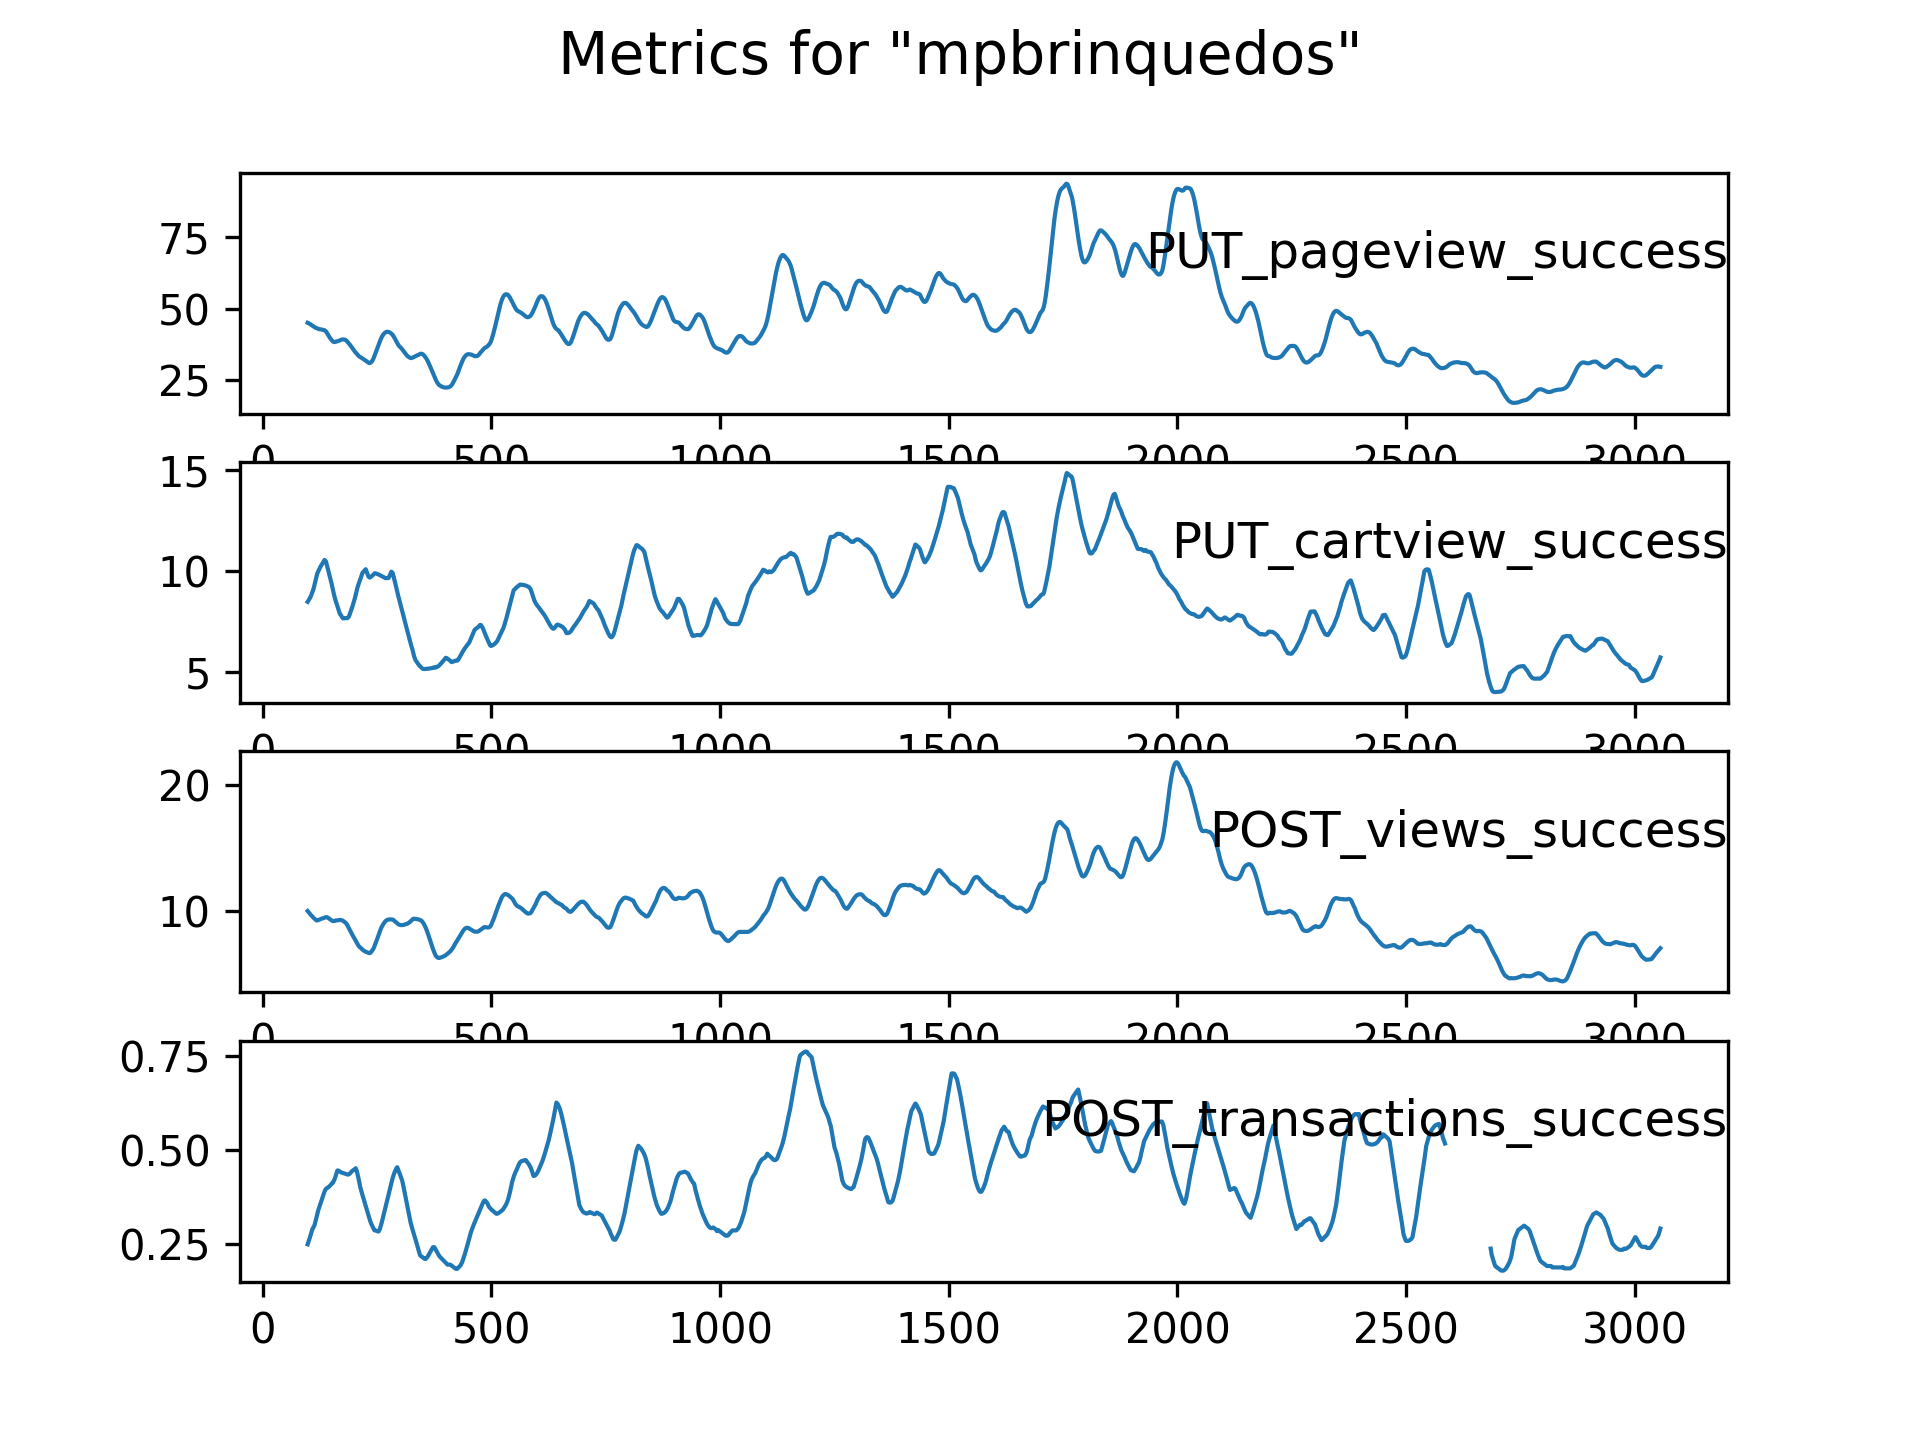 Metrics for "mpbrinquedos"
75
50
25
PUT_pageview_success
0 500 1000 1500 2000 2500 3000
15
10
5
PUT_cartview_success
0 500 1000 1500 2000 2500 3000
20
10
POST_views_success
0 500 1000 1500 2000 2500 3000
0.75
0.50
0.25
POST_transactions_success
0 500 1000 1500 2000 2500 3000